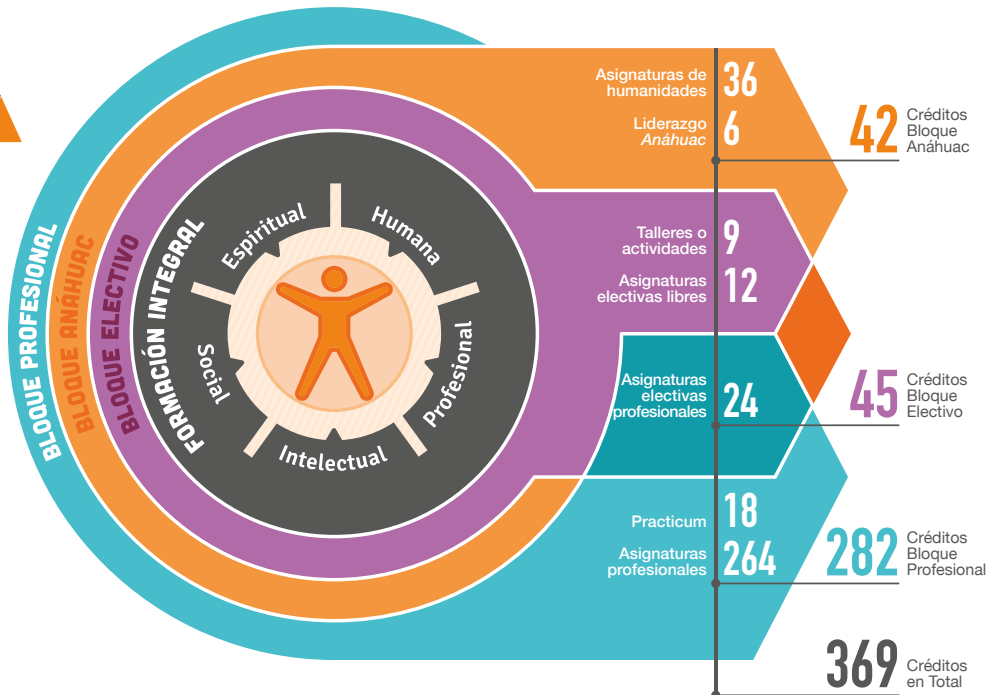 BLOQUE PROFESIONAL
BLOQUE ANÁHUAC
BLOQUE ELECTIVO
FORMACIÓN INTEGRAL
Espiritual
Humana
Profesional
Intelectual
Social
Asignaturas de
humanidades
36
Liderazgo
Anáhuac
6
42
Créditos
Bloque
Anáhuac
Talleres o
actividades
9
Asignaturas
electivas libres
12
Asignaturas
electivas
profesionales
24
45
Créditos
Bloque
Electivo
Practicum
18
Asignaturas
profesionales
264
282
Créditos
Bloque
Profesional
369
Créditos
en Total